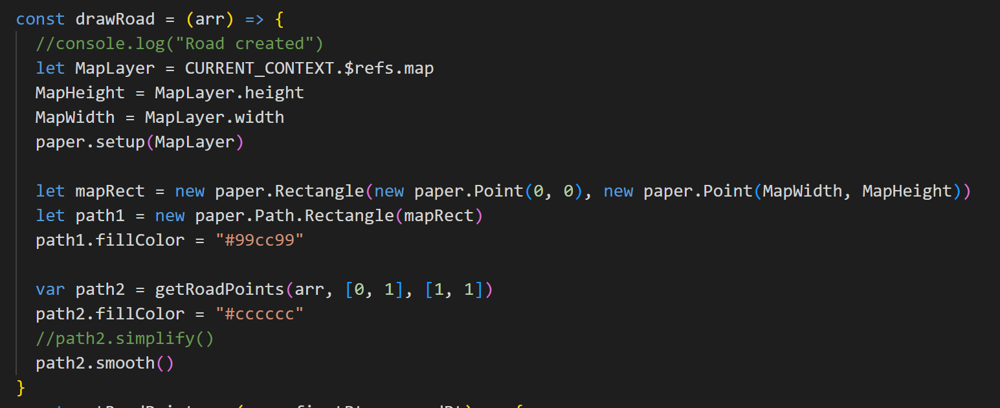 const drawRoad = (arr) => {
  //console.log("Road created")
  let MapLayer = CURRENT_CONTEXT.$refs.map
  MapHeight = MapLayer.height
  MapWidth = MapLayer.width
  paper.setup(MapLayer)

  let mapRect = new paper.Rectangle(new paper.Point(0, 0), new paper.Point(MapWidth, MapHeight))
  let path1 = new paper.Path.Rectangle(mapRect)
  path1.fillColor = "#99cc99"

  var path2 = getRoadPoints(arr, [0, 1], [1, 1])
  path2.fillColor = "#cccccc"
  //path2.simplify()
  path2.smooth()
}